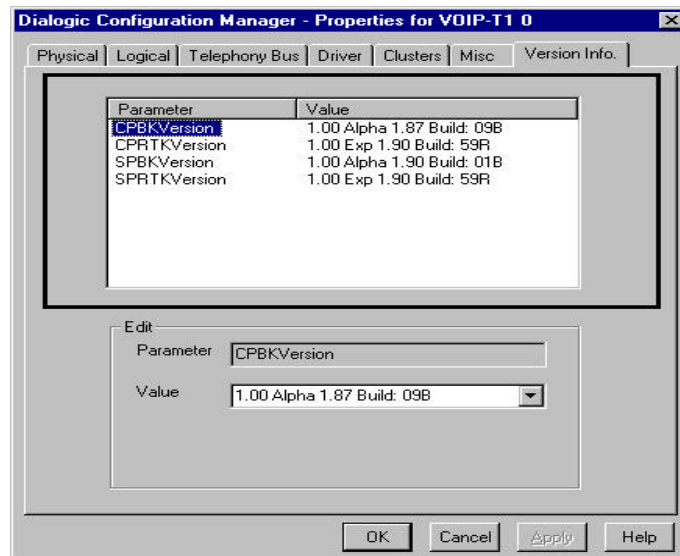 Dialogic Configuration Manager - Properties for VOIP-T1 0
Physical Logical Telephony Bus Driver Clusters Misc Version Info.
Parameter Value
CPBKVersion 1.00 Alpha 1.87 Build: 09B
CPRTKVersion 1.00 Exp 1.90 Build: 59R
SPBKVersion 1.00 Alpha 1.90 Build: 01B
SPRTKVersion 1.00 Exp 1.90 Build: 59R
Edit
Parameter CPBKVersion
Value 1.00 Alpha 1.87 Build: 09B
OK Cancel Apply Help